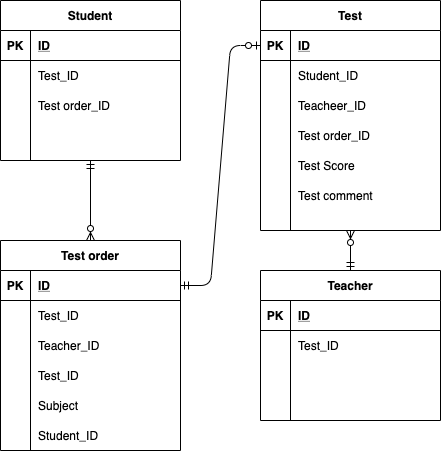 Student
PK ID
Test_ID
Test order_ID
Test
PK ID
Student_ID
Teacheer_ID
Test order_ID
Test Score
Test comment
Test order
PK ID
Test_ID
Teacher_ID
Test_ID
Subject
Student_ID
Teacher
PK ID
Test_ID